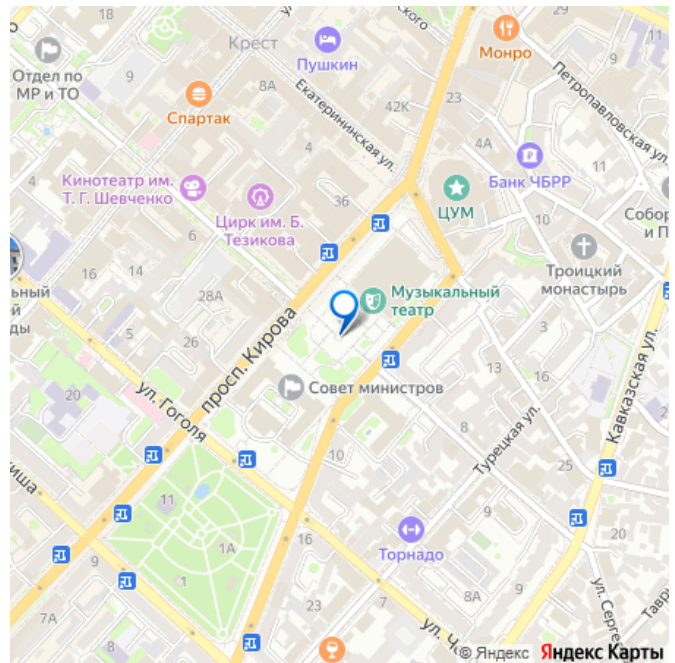 18
Крест
Пушкин
Монро
9
Отдел по
МР и ТО
Спартак
8А
42К
23
Петропавловская ул.
Екатерининская ул.
4
4А
11
Банк ЧБРР
Кинотеатр им.
Т. Г. Шевченко
Цирк им. Б.
Тезикова
36
ЦУМ
10
Троицкий
монастырь
16
14
28А
26
Музыкальный
театр
просп. Кирова
3
5
13
Кавказская ул.
20
ул. Гоголя
Совет министров
8
Турецкая ул.
10
25
11
9
1А
16
Торнадо
20
9
1
7А
23
7
8А
9
© Яндекс Яндекс Карты